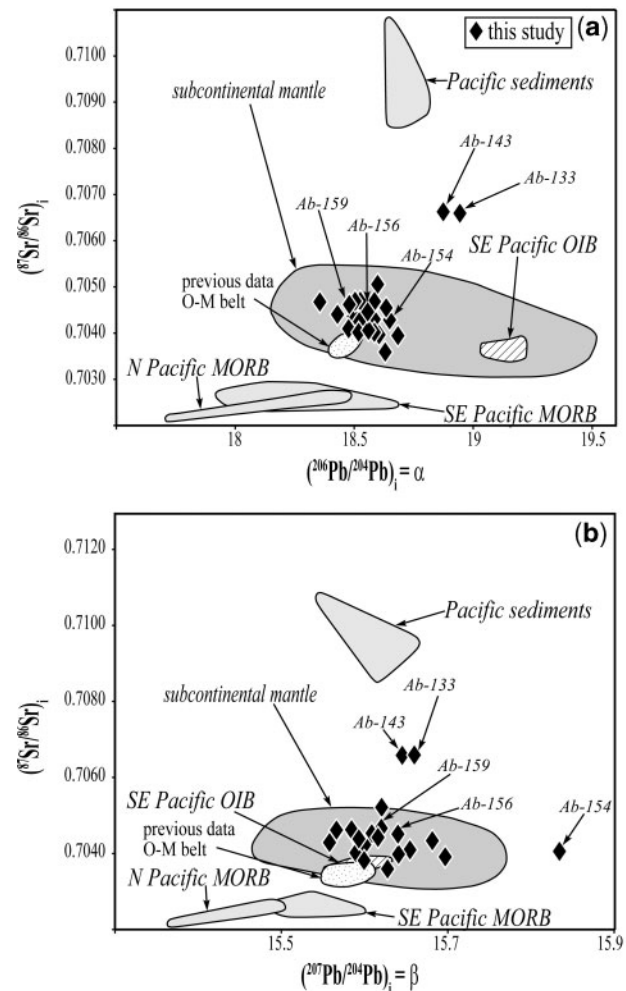 (a)
◆ this study
0.7100
Pacific sediments
subcontinental mantle
0.7090
0.7080
Ab-143
Ab-133
0.7070
Ab-159
Ab-156
SE Pacific OIB
0.7060
Ab-154
(⁸⁷Sr/⁸⁶Sr)ᵢ
0.7050
previous data
O-M belt
0.7040
N Pacific MORB
0.7030
SE Pacific MORB
18 18.5 19 19.5
(²⁰⁶Pb/²⁰⁴Pb)ᵢ = α
(b)
0.7120
0.7100
Pacific sediments
subcontinental mantle
Ab-133
0.7080
Ab-143
(⁸⁷Sr/⁸⁶Sr)ᵢ
Ab-159
0.7060
SE Pacific OIB
Ab-156
Ab-154
previous data
O-M belt
0.7040
N Pacific MORB
SE Pacific MORB
15.5 15.7 15.9
(²⁰⁷Pb/²⁰⁴Pb)ᵢ = β